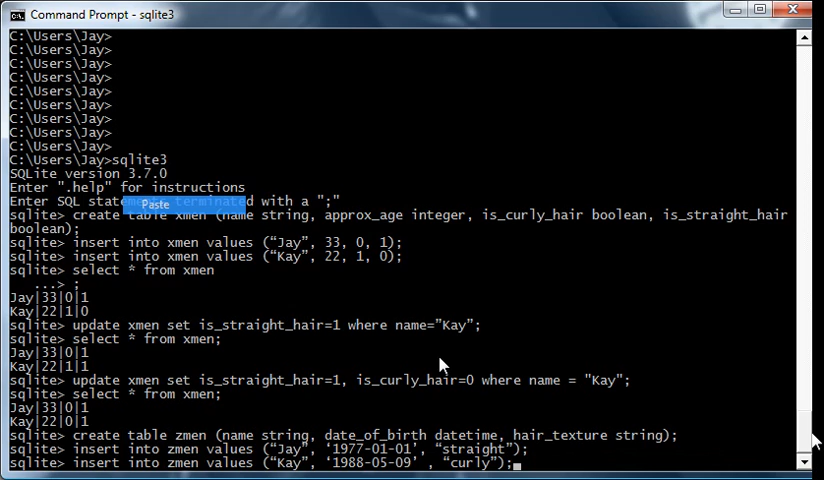 Command Prompt - sqlite3
C:\Users\Jay>
C:\Users\Jay>
C:\Users\Jay>
C:\Users\Jay>
C:\Users\Jay>
C:\Users\Jay>
C:\Users\Jay>
C:\Users\Jay>
C:\Users\Jay>
C:\Users\Jay>sqlite3
SQLite version 3.7.0
Enter ".help" for instructions
Enter SQL statements terminated with a ";"
Paste
sqlite> create table xmen (name string, approx_age integer, is_curly_hair boolean, is_straight_hair
boolean);
sqlite> insert into xmen values (“Jay”, 33, 0, 1);
sqlite> insert into xmen values (“Kay”, 22, 1, 0);
sqlite> select * from xmen
...> ;
Jay|33|0|1
Kay|22|1|0
sqlite> update xmen set is_straight_hair=1 where name=”Kay”;
sqlite> select * from xmen;
Jay|33|0|1
Kay|22|1|1
sqlite> update xmen set is_straight_hair=1, is_curly_hair=0 where name = "Kay";
sqlite> select * from xmen;
Jay|33|0|1
Kay|22|0|1
sqlite> create table zmen (name string, date_of_birth datetime, hair_texture string);
sqlite> insert into zmen values (“Jay”, ‘1977-01-01’, “straight”);
sqlite> insert into zmen values (“Kay”, ‘1988-05-09’ , “curly”);